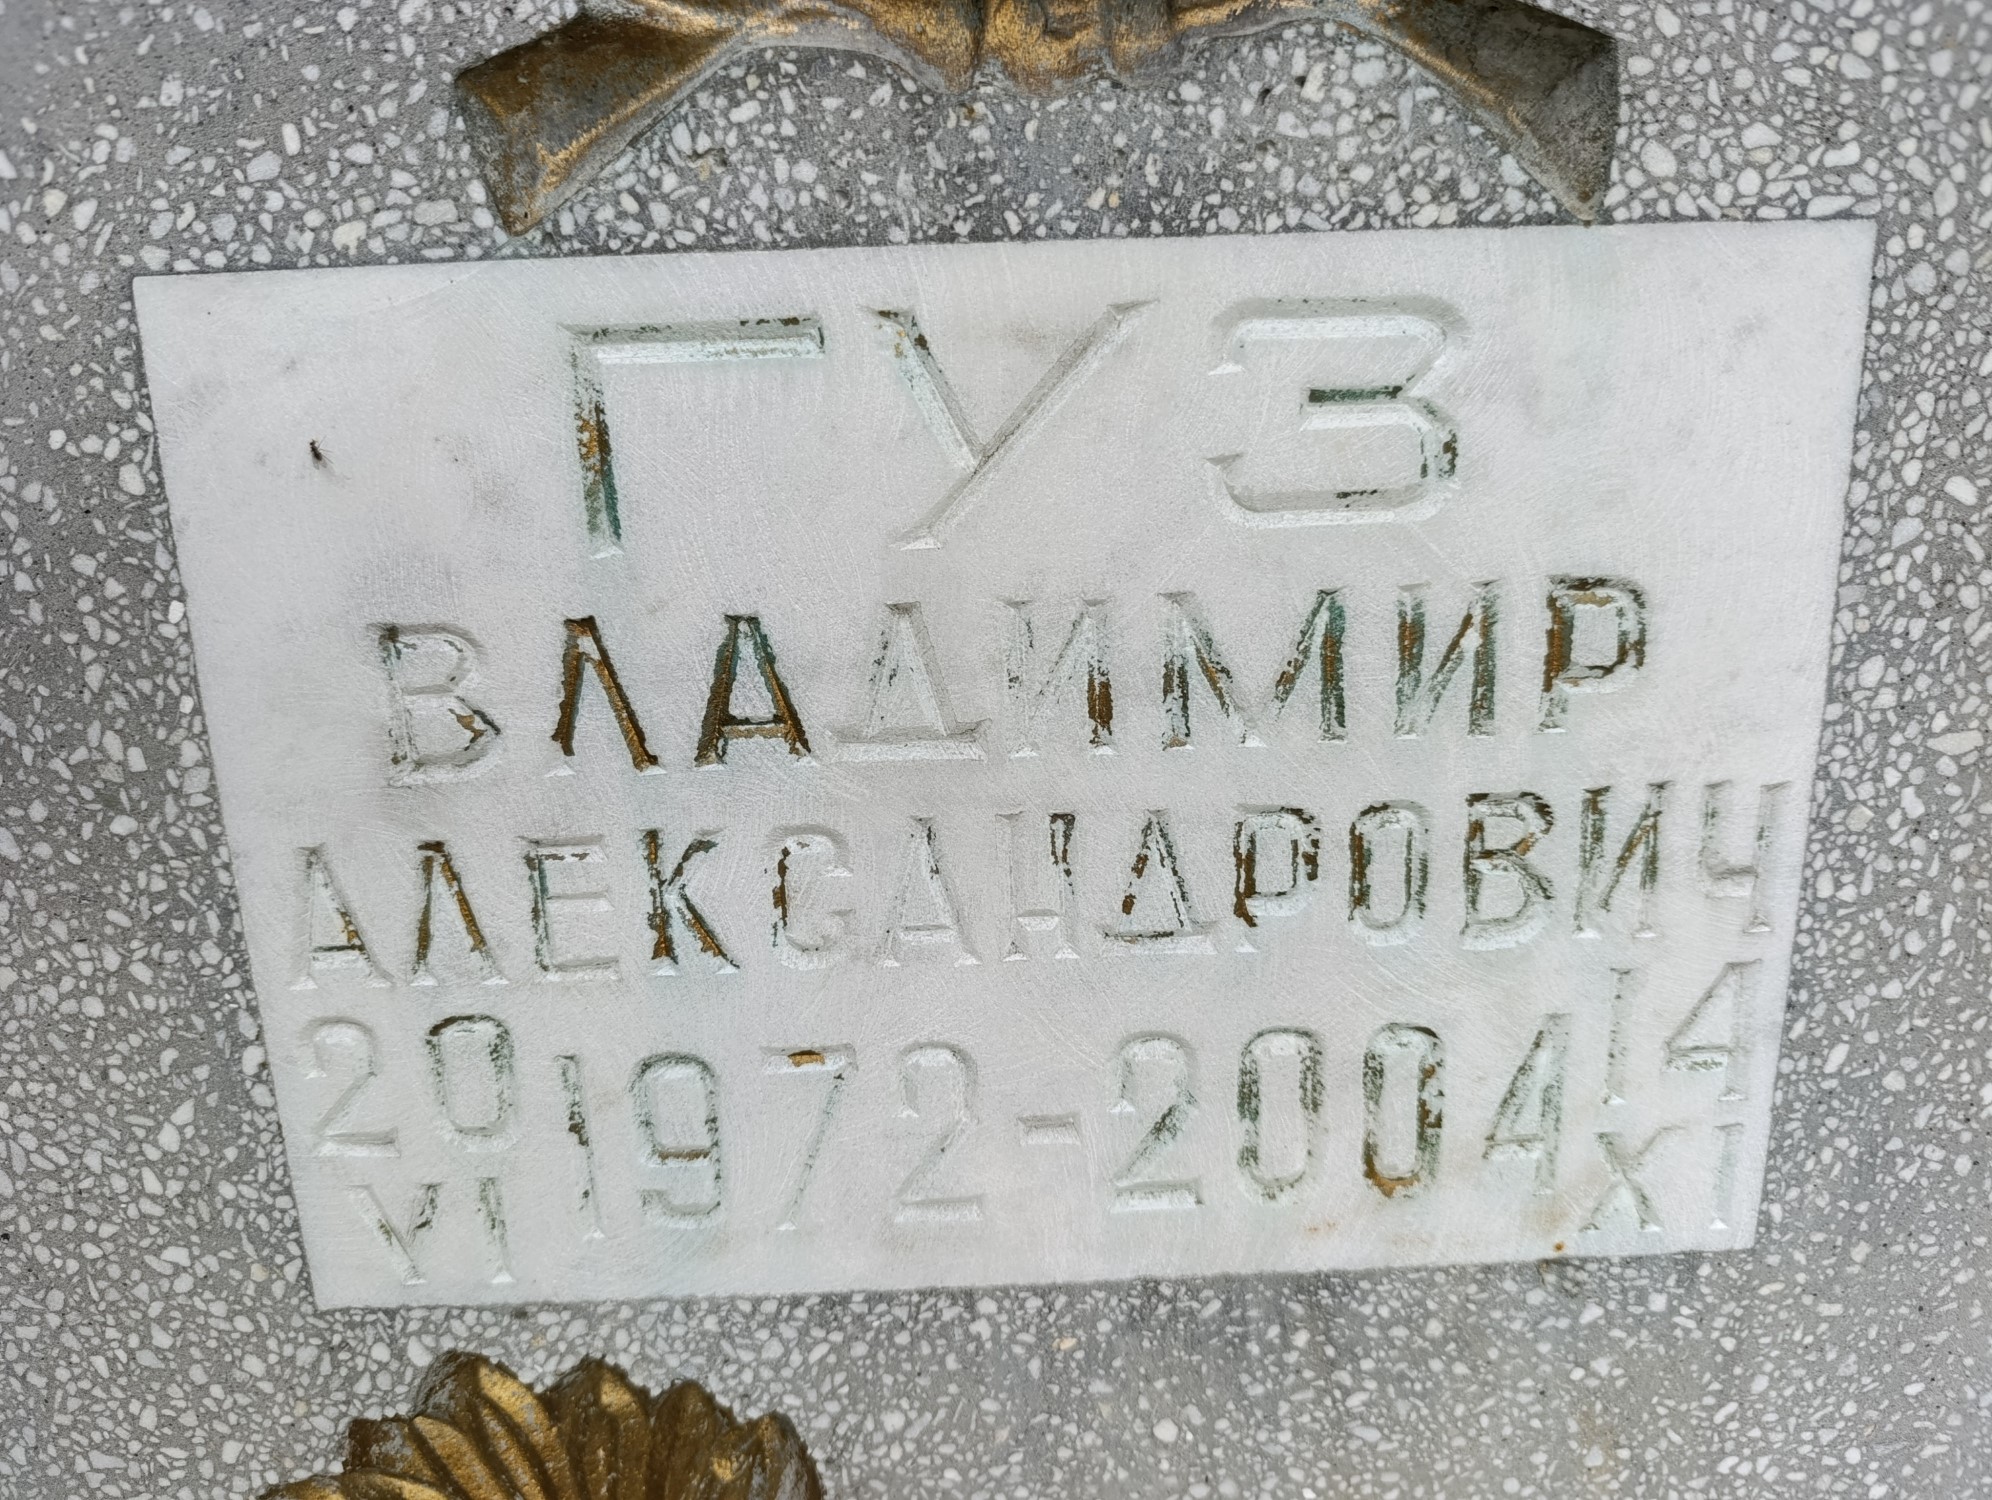 ГУЗ
ВЛАДИМИР
АЛЕКСАНДРОВИЧ
20 VI 1972-2004 14 XI